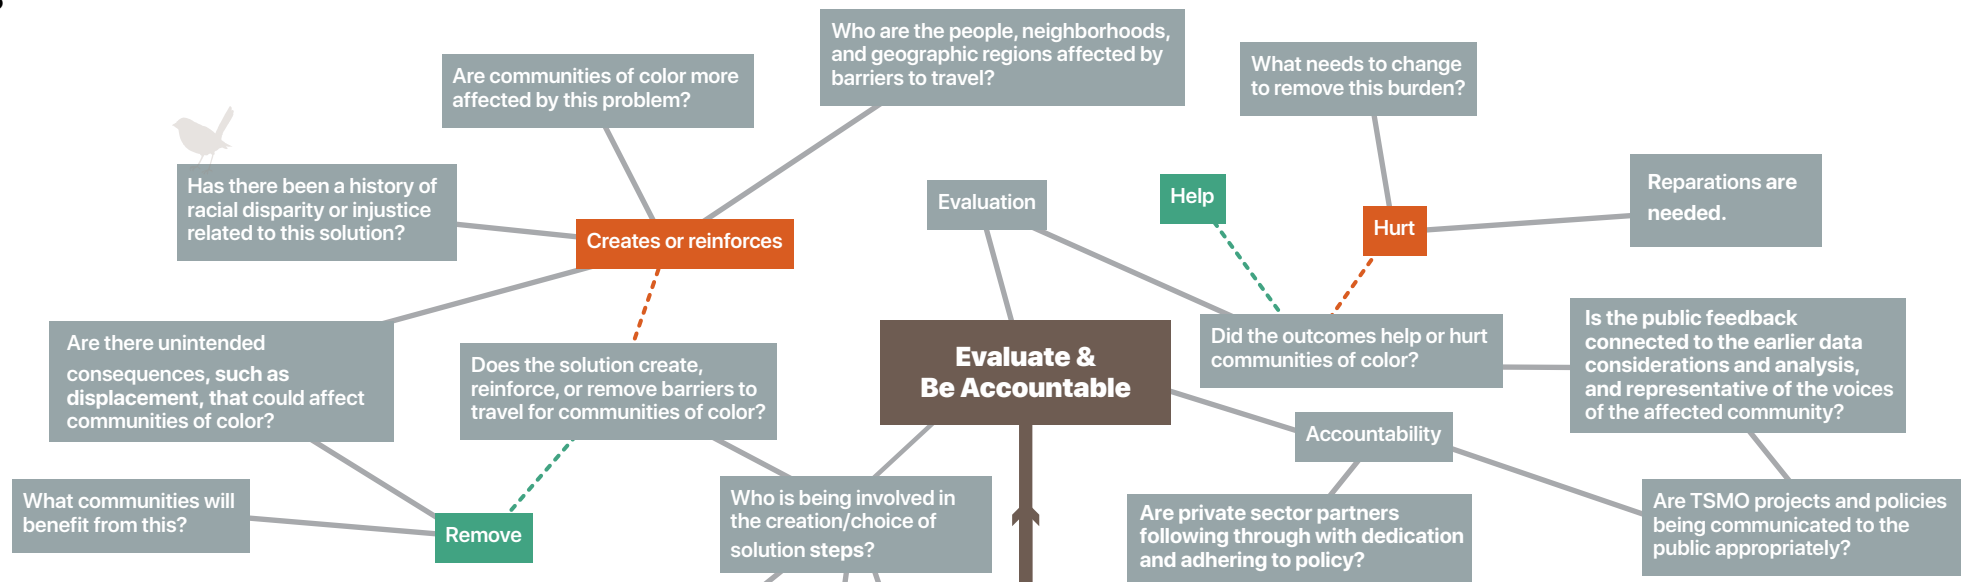 Who are the people, neighborhoods,
and geographic regions affected by
barriers to travel?
Are communities of color more
affected by this problem?
What needs to change
to remove this burden?
Has there been a history of
racial disparity or injustice
related to this solution?
Creates or reinforces
Evaluation
Help
Hurt
Reparations are
needed.
Are there unintended
consequences, such as
displacement, that could affect
communities of color?
Does the solution create,
reinforce, or remove barriers to
travel for communities of color?
Evaluate &
Be Accountable
Did the outcomes help or hurt
communities of color?
Is the public feedback
connected to the earlier data
considerations and analysis,
and representative of the voices
of the affected community?
Accountability
What communities will
benefit from this?
Remove
Who is being involved in
the creation/choice of
solution steps?
Are private sector partners
following through with dedication
and adhering to policy?
Are TSMO projects and policies
being communicated to the
public appropriately?